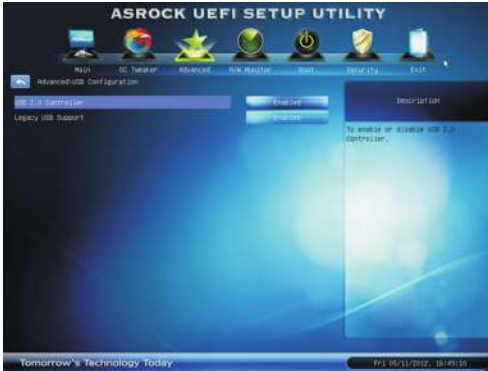 ASROCK UEFI SETUP UTILITY
Main OC Tweaker Advanced H/W Monitor Boot Security Exit
Advanced\USB Configuration
USB 2.0 Controller Enabled
Legacy USB Support Enabled
Description
To enable or disable USB 2.0
Controller.
Tomorrow's Technology Today
Fri 05/11/2012, 16:49:10